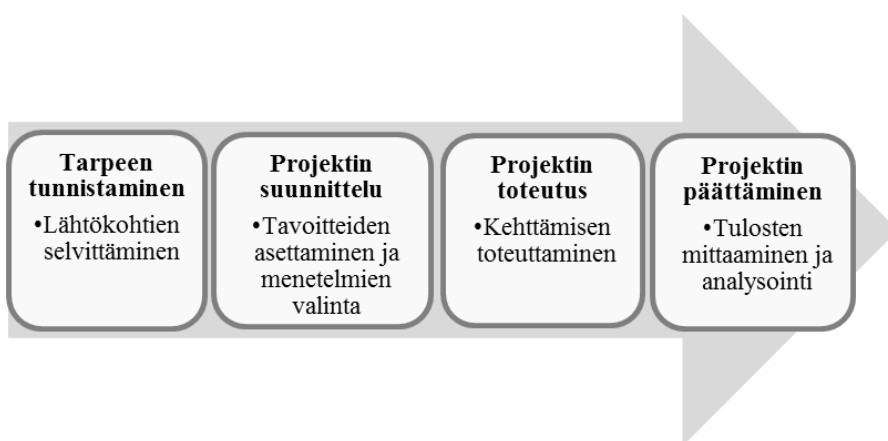 Tarpeen
tunnistaminen
•Lähtökohtien
selvittäminen
Projektin
suunnittelu
•Tavoitteiden
asettaminen ja
menetelmien
valinta
Projektin
toteutus
•Kehttämisen
toteuttaminen
Projektin
päättäminen
•Tulosten
mittaaminen ja
analysointi